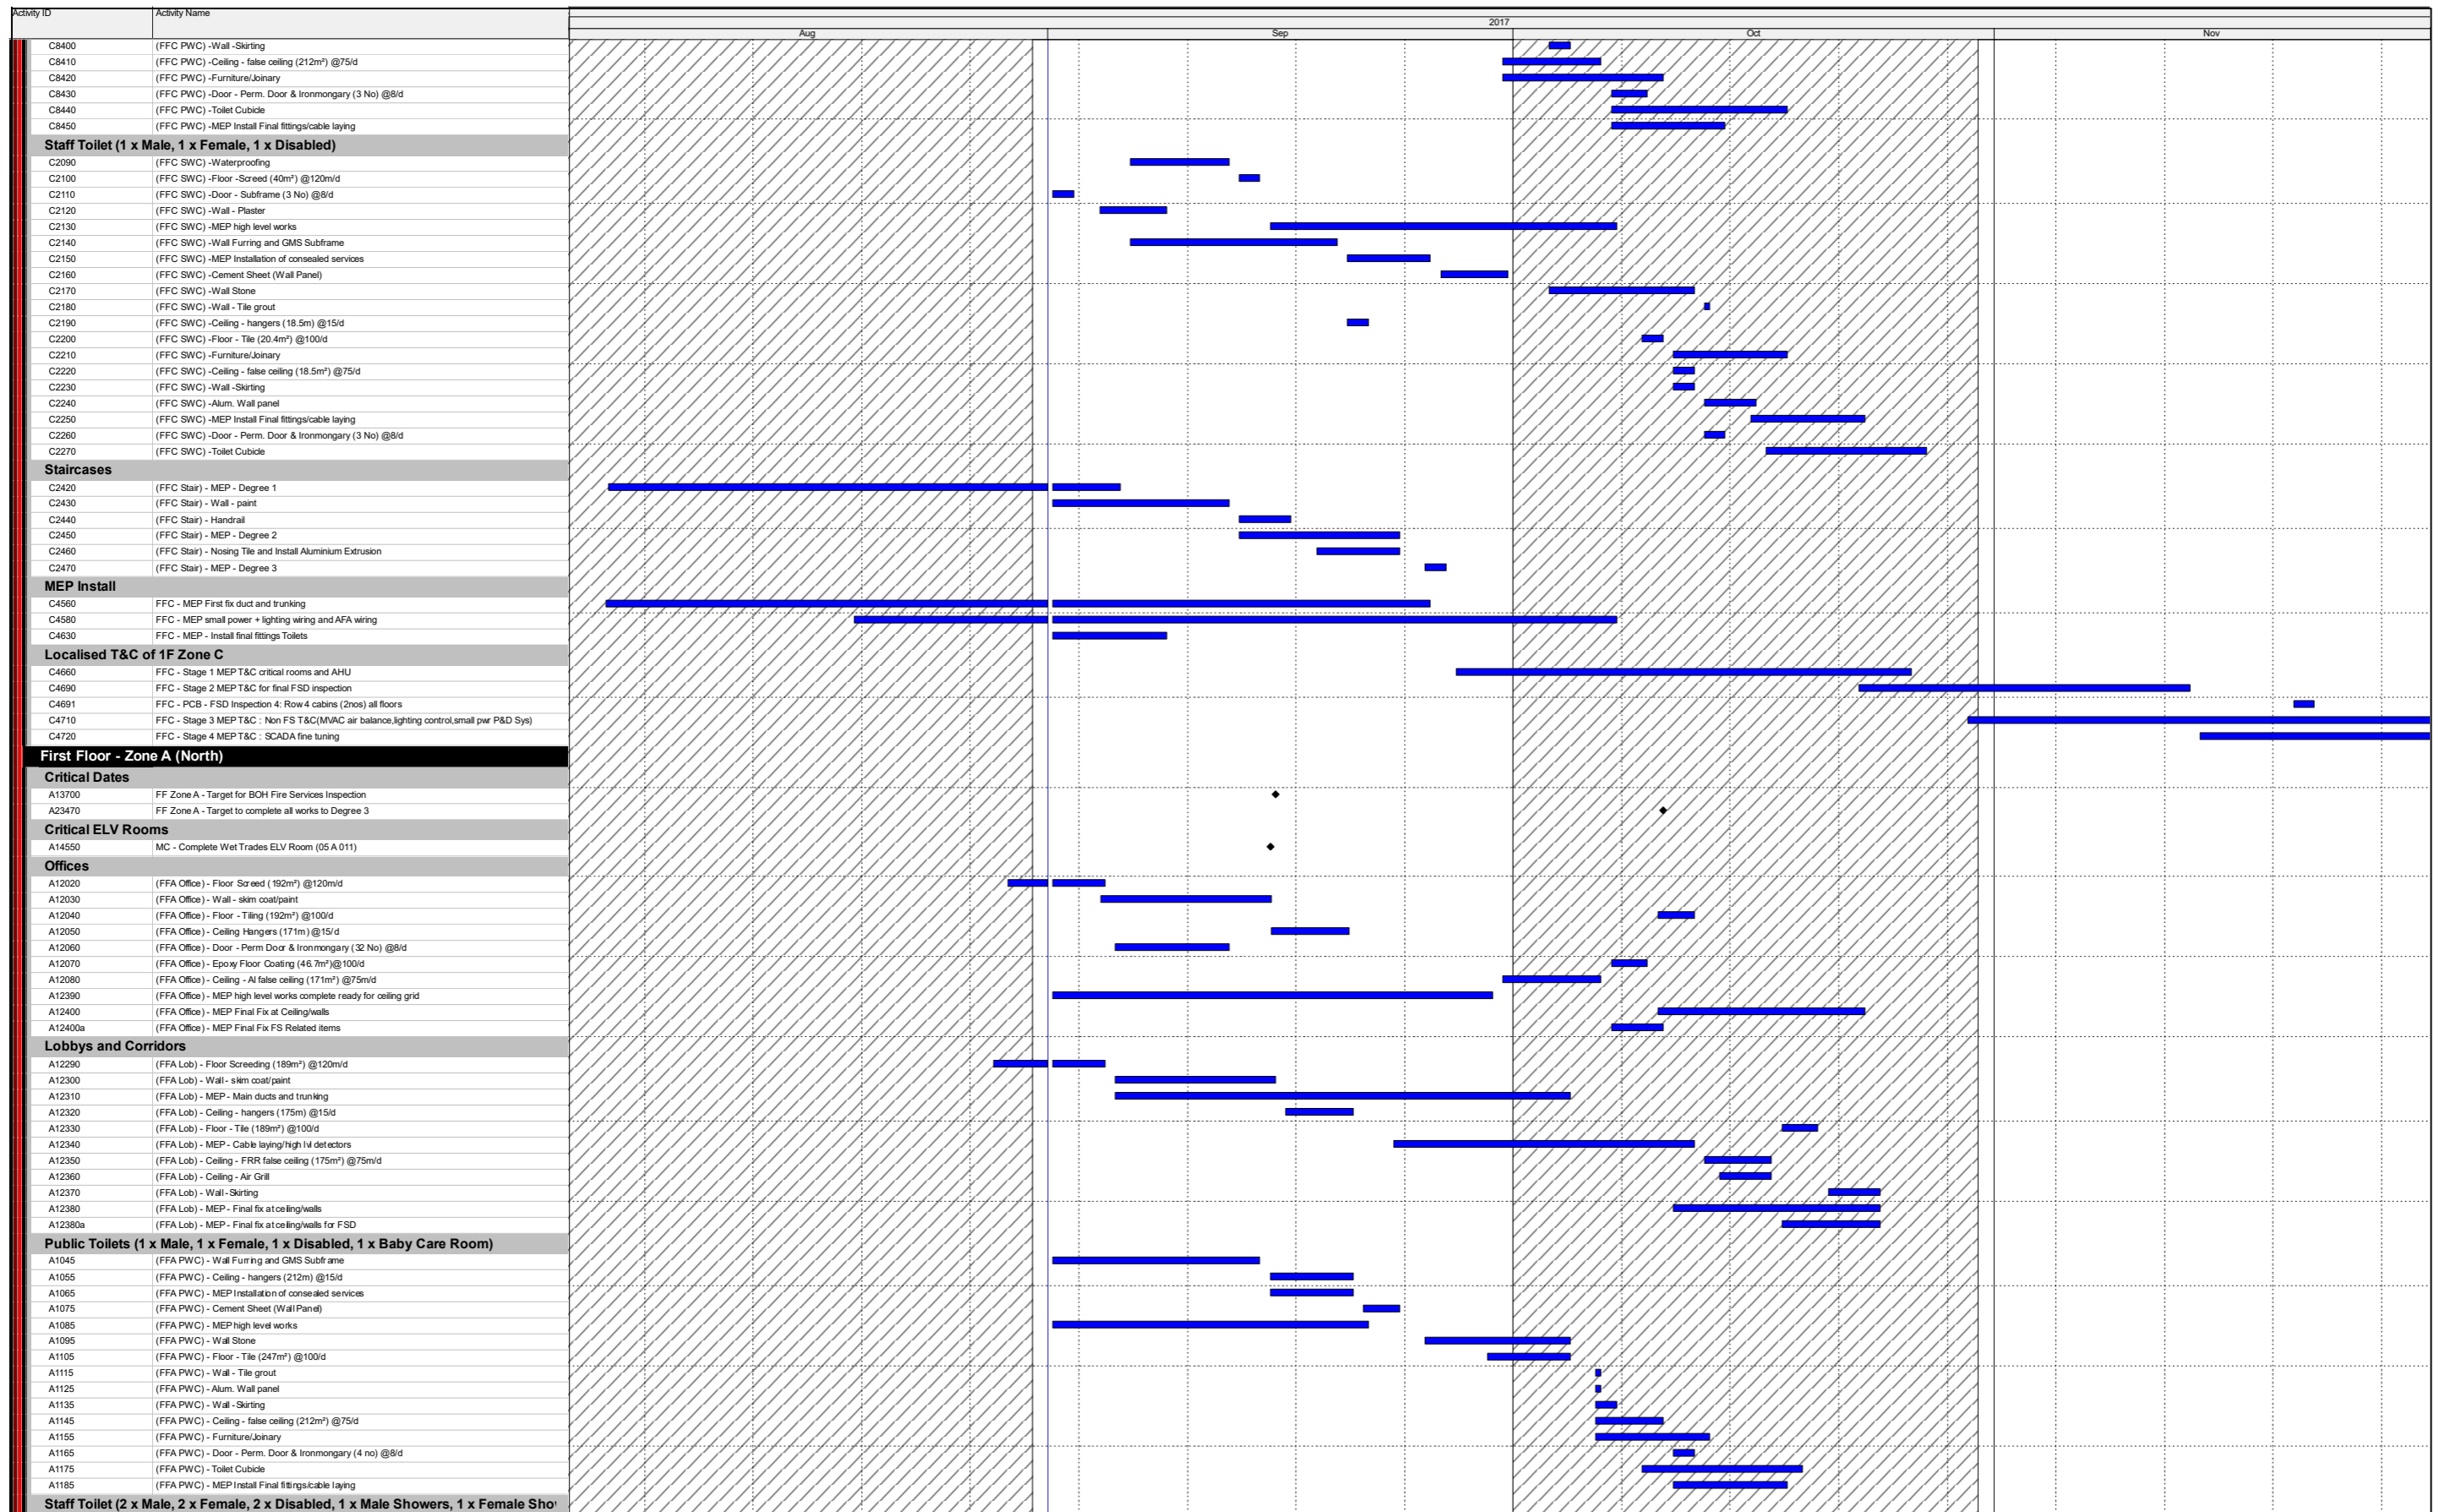 Activity ID Activity Name
2017
Aug Sep Oct Nov
C8400 (FFC PWC) -Wall -Skirting
C8410 (FFC PWC) -Ceiling - false ceiling (212m²) @75/d
C8420 (FFC PWC) -Furniture/Joinary
C8430 (FFC PWC) -Door - Perm. Door & Ironmongary (3 No) @8/d
C8440 (FFC PWC) -Toilet Cubicle
C8450 (FFC PWC) -MEP Install Final fittings/cable laying
Staff Toilet (1 x Male, 1 x Female, 1 x Disabled)
C2090 (FFC SWC) -Waterproofing
C2100 (FFC SWC) -Floor -Screed (40m²) @120m/d
C2110 (FFC SWC) -Door - Subframe (3 No) @8/d
C2120 (FFC SWC) -Wall - Plaster
C2130 (FFC SWC) -MEP high level works
C2140 (FFC SWC) -Wall Furring and GMS Subframe
C2150 (FFC SWC) -MEP Installation of consealed services
C2160 (FFC SWC) -Cement Sheet (Wall Panel)
C2170 (FFC SWC) -Wall Stone
C2180 (FFC SWC) -Wall - Tile grout
C2190 (FFC SWC) -Ceiling - hangers (18.5m) @15/d
C2200 (FFC SWC) -Floor - Tile (20.4m²) @100/d
C2210 (FFC SWC) -Furniture/Joinary
C2220 (FFC SWC) -Ceiling - false ceiling (18.5m²) @75/d
C2230 (FFC SWC) -Wall -Skirting
C2240 (FFC SWC) -Alum. Wall panel
C2250 (FFC SWC) -MEP Install Final fittings/cable laying
C2260 (FFC SWC) -Door - Perm. Door & Ironmongary (3 No) @8/d
C2270 (FFC SWC) -Toilet Cubicle
Staircases
C2420 (FFC Stair) - MEP - Degree 1
C2430 (FFC Stair) - Wall - paint
C2440 (FFC Stair) - Handrail
C2450 (FFC Stair) - MEP - Degree 2
C2460 (FFC Stair) - Nosing Tile and Install Aluminium Extrusion
C2470 (FFC Stair) - MEP - Degree 3
MEP Install
C4560 FFC - MEP First fix duct and trunking
C4580 FFC - MEP small power + lighting wiring and AFA wiring
C4630 FFC - MEP - Install final fittings Toilets
Localised T&C of 1F Zone C
C4660 FFC - Stage 1 MEP T&C critical rooms and AHU
C4690 FFC - Stage 2 MEP T&C for final FSD inspection
C4691 FFC - PCB - FSD Inspection 4: Row 4 cabins (2nos) all floors
C4710 FFC - Stage 3 MEP T&C : Non FS T&C(MVAC air balance,lighting control,small pwr P&D Sys)
C4720 FFC - Stage 4 MEP T&C : SCADA fine tuning
First Floor - Zone A (North)
Critical Dates
A13700 FF Zone A - Target for BOH Fire Services Inspection
A23470 FF Zone A - Target to complete all works to Degree 3
Critical ELV Rooms
A14550 MC - Complete Wet Trades ELV Room (05 A 011)
Offices
A12020 (FFA Office) - Floor Screed (192m²) @120m/d
A12030 (FFA Office) - Wall - skim coat/paint
A12040 (FFA Office) - Floor - Tiling (192m²) @100/d
A12050 (FFA Office) - Ceiling Hangers (171m) @15/d
A12060 (FFA Office) - Door - Perm Door & Ironmongary (32 No) @8/d
A12070 (FFA Office) - Epoxy Floor Coating (46.7m²)@100/d
A12080 (FFA Office) - Ceiling - Al false ceiling (171m²) @75m/d
A12390 (FFA Office) - MEP high level works complete ready for ceiling grid
A12400 (FFA Office) - MEP Final Fix at Ceiling/walls
A12400a (FFA Office) - MEP Final Fix FS Related items
Lobbys and Corridors
A12290 (FFA Lob) - Floor Screeding (189m²) @120m/d
A12300 (FFA Lob) - Wall - skim coat/paint
A12310 (FFA Lob) - MEP - Main ducts and trunking
A12320 (FFA Lob) - Ceiling - hangers (175m) @15/d
A12330 (FFA Lob) - Floor - Tile (189m²) @100/d
A12340 (FFA Lob) - MEP - Cable laying/high lvl detectors
A12350 (FFA Lob) - Ceiling - FRR false ceiling (175m²) @75m/d
A12360 (FFA Lob) - Ceiling - Air Grill
A12370 (FFA Lob) - Wall -Skirting
A12380 (FFA Lob) - MEP - Final fix at ceiling/walls
A12380a (FFA Lob) - MEP - Final fix at ceiling/walls for FSD
Public Toilets (1 x Male, 1 x Female, 1 x Disabled, 1 x Baby Care Room)
A1045 (FFA PWC) - Wall Furring and GMS Subframe
A1055 (FFA PWC) - Ceiling - hangers (212m) @15/d
A1065 (FFA PWC) - MEP Installation of consealed services
A1075 (FFA PWC) - Cement Sheet (Wall Panel)
A1085 (FFA PWC) - MEP high level works
A1095 (FFA PWC) - Wall Stone
A1105 (FFA PWC) - Floor - Tile (247m²) @100/d
A1115 (FFA PWC) - Wall - Tile grout
A1125 (FFA PWC) - Alum. Wall panel
A1135 (FFA PWC) - Wall -Skirting
A1145 (FFA PWC) - Ceiling - false ceiling (212m²) @75/d
A1155 (FFA PWC) - Furniture/Joinary
A1165 (FFA PWC) - Door - Perm. Door & Ironmongary (4 no) @8/d
A1175 (FFA PWC) - Toilet Cubicle
A1185 (FFA PWC) - MEP Install Final fittings/cable laying
Staff Toilet (2 x Male, 2 x Female, 2 x Disabled, 1 x Male Showers, 1 x Female Show